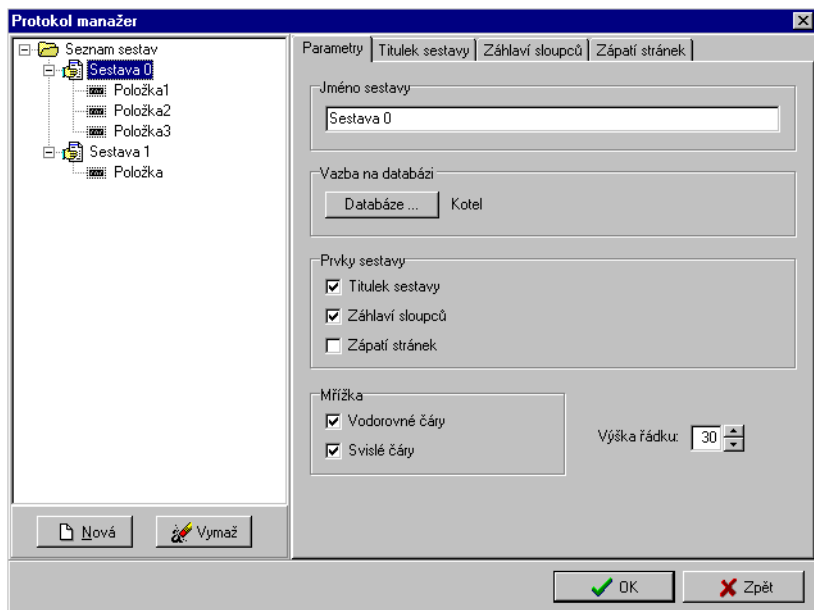 Protokol manažer
Seznam sestav
Sestava 0
Položka1
Položka2
Položka3
Sestava 1
Položka
Nová
Vymaž
Parametry
Titulek sestavy
Záhlaví sloupců
Zápatí stránek
Jméno sestavy
Sestava 0
Vazba na databázi
Databáze ...
Kotel
Prvky sestavy
Titulek sestavy
Záhlaví sloupců
Zápatí stránek
Mřížka
Vodorovné čáry
Svislé čáry
Výška řádku: 30
OK
Zpět